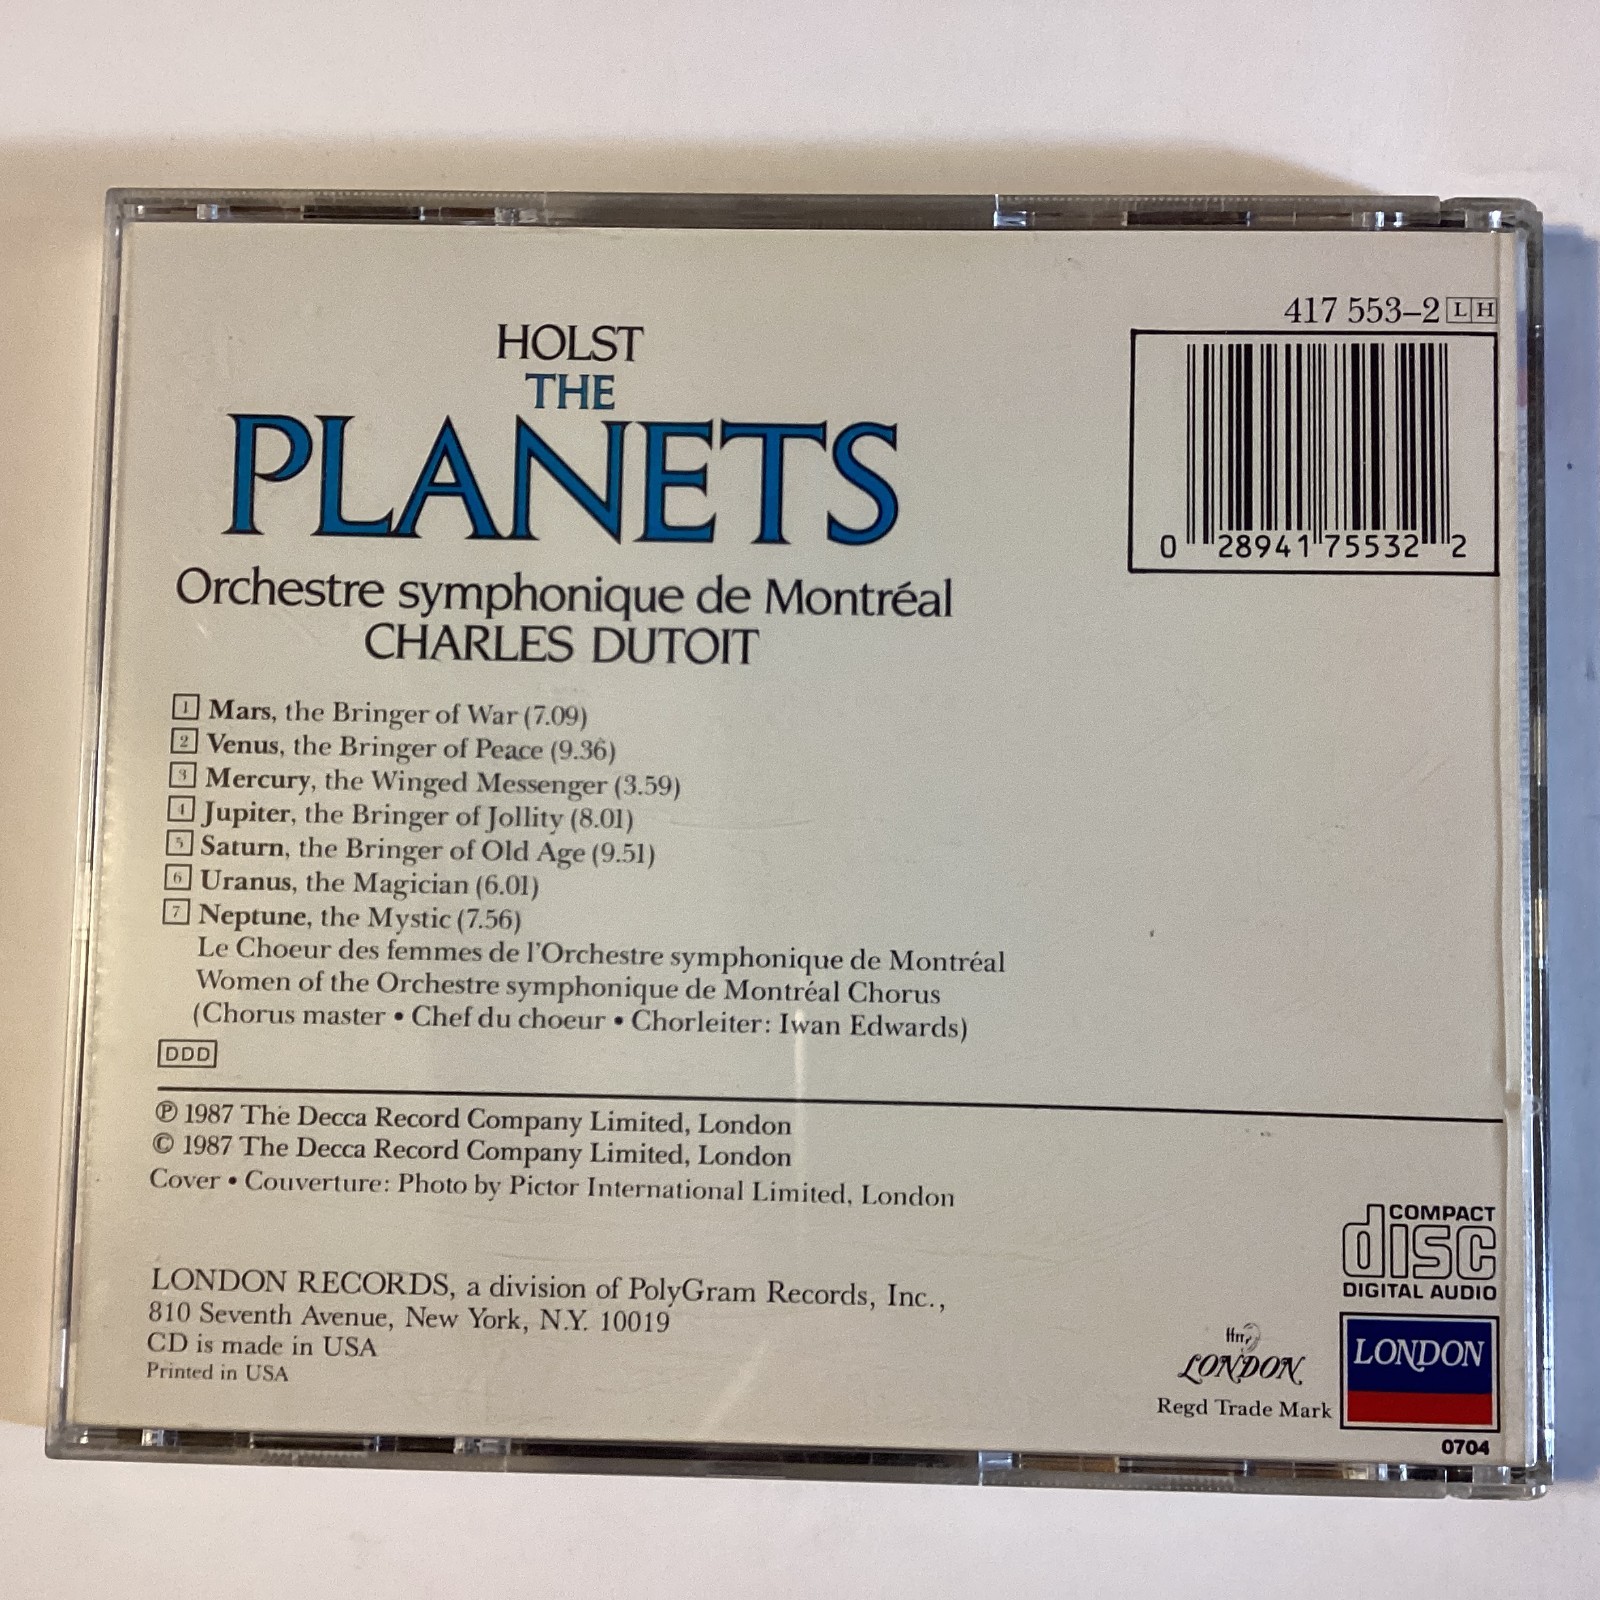 417 553-2 LH
0 28941 75532 2
HOLST
THE
PLANETS
Orchestre symphonique de Montréal
CHARLES DUTOIT
1 Mars, the Bringer of War (7.09)
2 Venus, the Bringer of Peace (9.36)
3 Mercury, the Winged Messenger (3.59)
4 Jupiter, the Bringer of Jollity (8.01)
5 Saturn, the Bringer of Old Age (9.51)
6 Uranus, the Magician (6.01)
7 Neptune, the Mystic (7.56)
Le Choeur des femmes de l'Orchestre symphonique de Montréal
Women of the Orchestre symphonique de Montréal Chorus
(Chorus master • Chef du choeur • Chorleiter: Iwan Edwards)
DDD
℗ 1987 The Decca Record Company Limited, London
© 1987 The Decca Record Company Limited, London
Cover • Couverture: Photo by Pictor International Limited, London
LONDON RECORDS, a division of PolyGram Records, Inc.,
810 Seventh Avenue, New York, N.Y. 10019
CD is made in USA
Printed in USA
COMPACT
disc
DIGITAL AUDIO
ffrr
LONDON
Regd Trade Mark
LONDON
0704